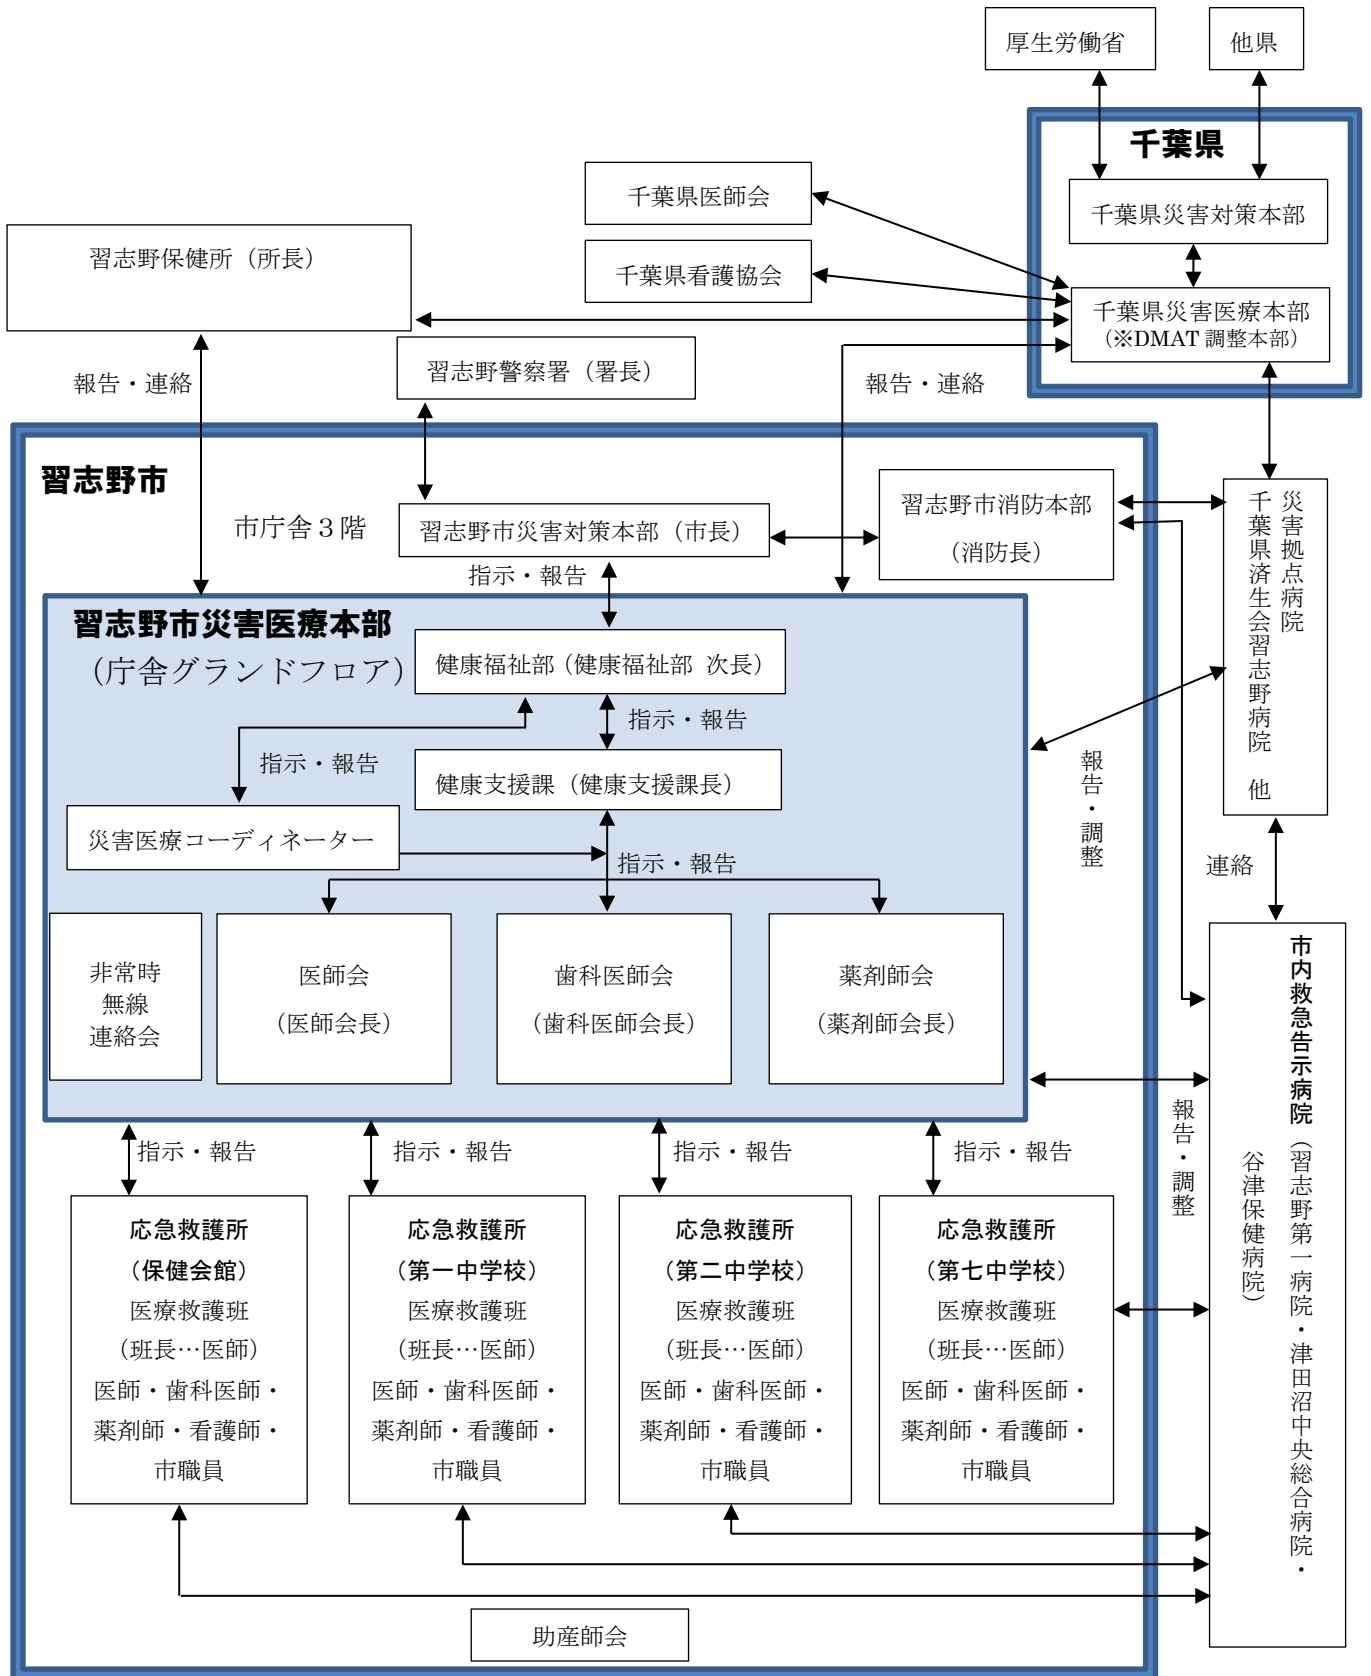 厚生労働省
他県
千葉県
千葉県災害対策本部
千葉県医師会
千葉県看護協会
千葉県災害医療本部
（※DMAT 調整本部）
習志野保健所（所長）
習志野警察署（署長）
報告・連絡
報告・連絡
習志野市
市庁舎３階
習志野市災害対策本部（市長）
習志野市消防本部
（消防長）
災害拠点病院
千葉県済生会習志野病院　他
指示・報告
習志野市災害医療本部
（庁舎グランドフロア）
健康福祉部（健康福祉部 次長）
指示・報告
指示・報告
健康支援課（健康支援課長）
災害医療コーディネーター
指示・報告
報告・調整
連絡
非常時
無線
連絡会
医師会
（医師会長）
歯科医師会
（歯科医師会長）
薬剤師会
（薬剤師会長）
市内救急告示病院（習志野第一病院・津田沼中央総合病院・
谷津保健病院）
報告・調整
指示・報告
指示・報告
指示・報告
指示・報告
応急救護所
（保健会館）
医療救護班
（班長…医師）
医師・歯科医師・
薬剤師・看護師・
市職員
応急救護所
（第一中学校）
医療救護班
（班長…医師）
医師・歯科医師・
薬剤師・看護師・
市職員
応急救護所
（第二中学校）
医療救護班
（班長…医師）
医師・歯科医師・
薬剤師・看護師・
市職員
応急救護所
（第七中学校）
医療救護班
（班長…医師）
医師・歯科医師・
薬剤師・看護師・
市職員
助産師会